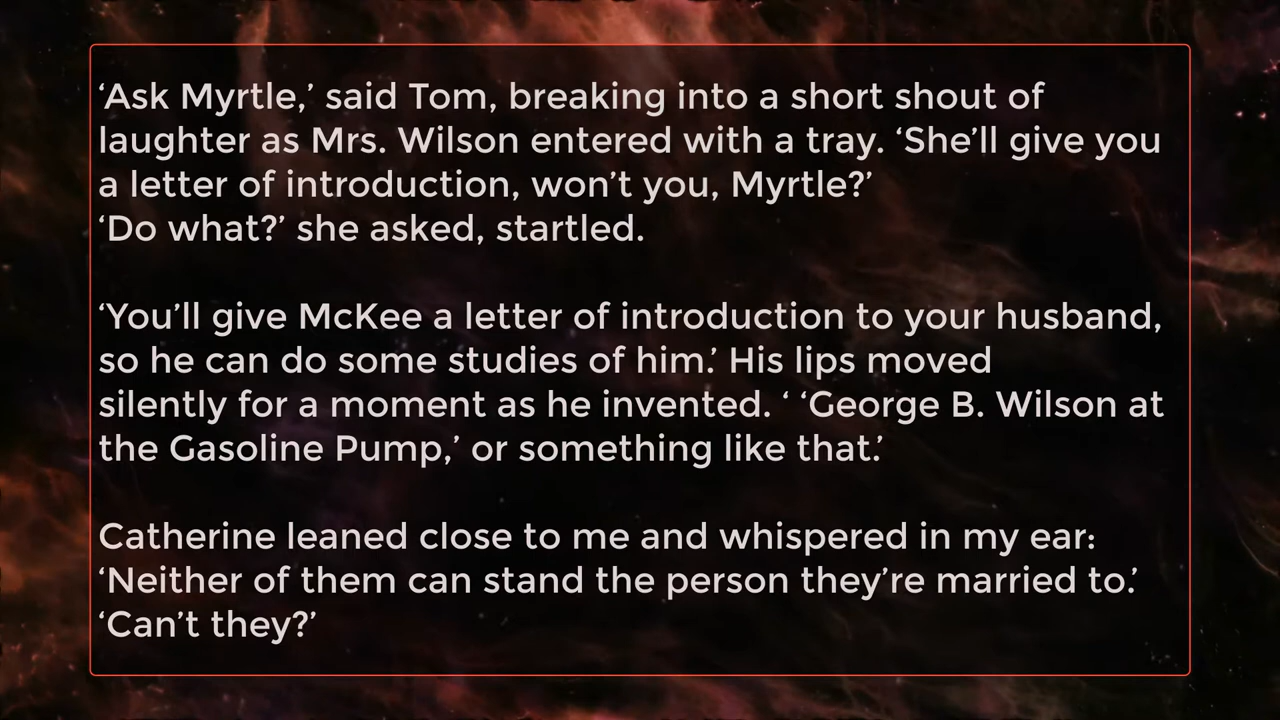 ‘Ask Myrtle,’ said Tom, breaking into a short shout of
laughter as Mrs. Wilson entered with a tray. ‘She’ll give you
a letter of introduction, won’t you, Myrtle?’
‘Do what?’ she asked, startled.
‘You’ll give McKee a letter of introduction to your husband,
so he can do some studies of him.’ His lips moved
silently for a moment as he invented. ‘ ‘George B. Wilson at
the Gasoline Pump,’ or something like that.’
Catherine leaned close to me and whispered in my ear:
‘Neither of them can stand the person they’re married to.’
‘Can’t they?’